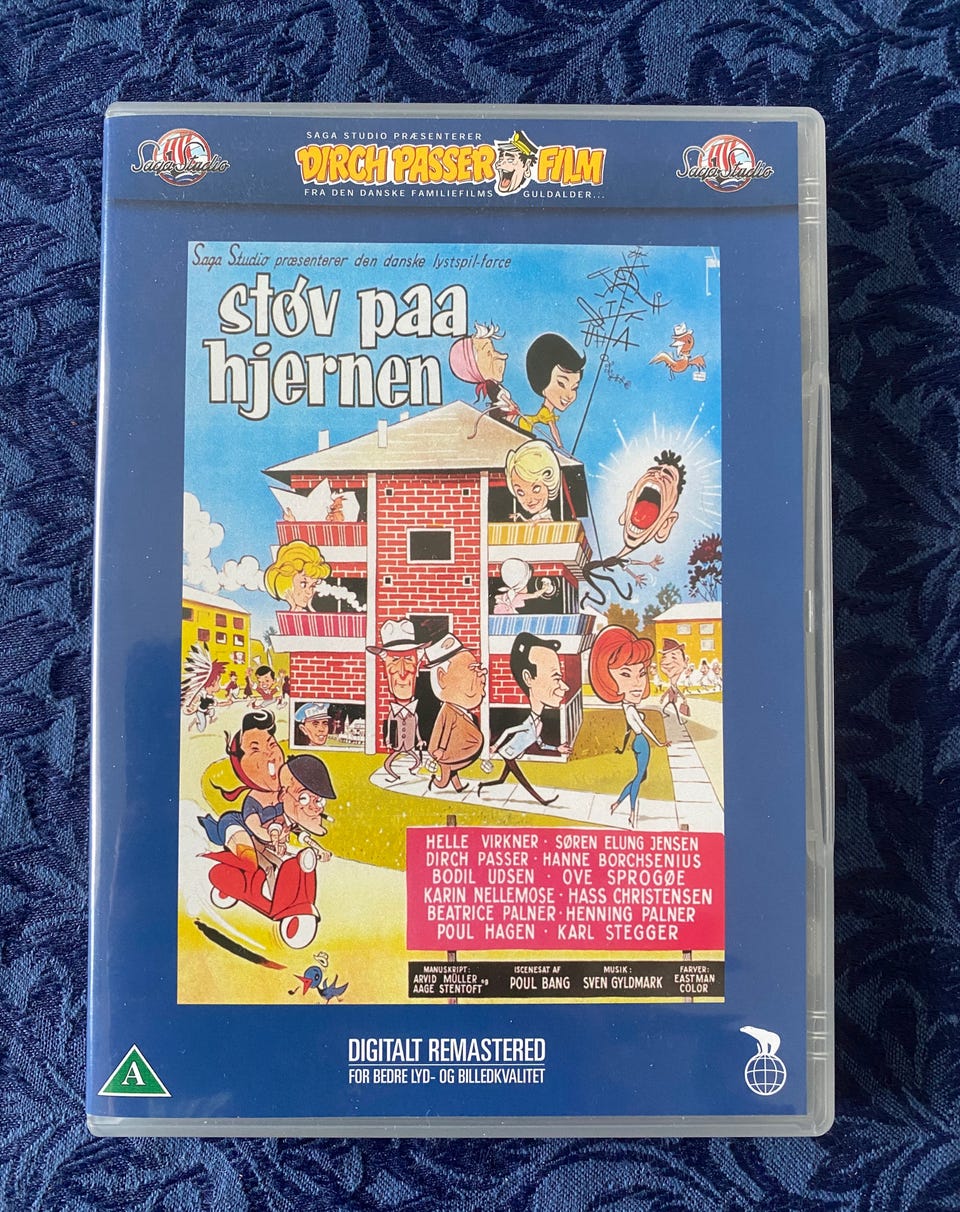 Saga Studio
SAGA STUDIO PRÆSENTERER
DIRCH PASSER FILM
FRA DEN DANSKE FAMILIEFILMS GULDALDER...
Saga Studio
Saga Studio præsenterer den danske lystspil-farce
støv paa
hjernen
HELLE VIRKNER · SØREN ELUNG JENSEN
DIRCH PASSER · HANNE BORCHSENIUS
BODIL UDSEN · OVE SPROGØE
KARIN NELLEMOSE · HASS CHRISTENSEN
BEATRICE PALNER · HENNING PALNER
POUL HAGEN · KARL STEGGER
MANUSKRIPT:
ARVID MÜLLER og
AAGE STENTOFT
ISCENESAT AF
POUL BANG
MUSIK:
SVEN GYLDMARK
FARVER:
EASTMAN
COLOR
DIGITALT REMASTERED
FOR BEDRE LYD- OG BILLEDKVALITET
A